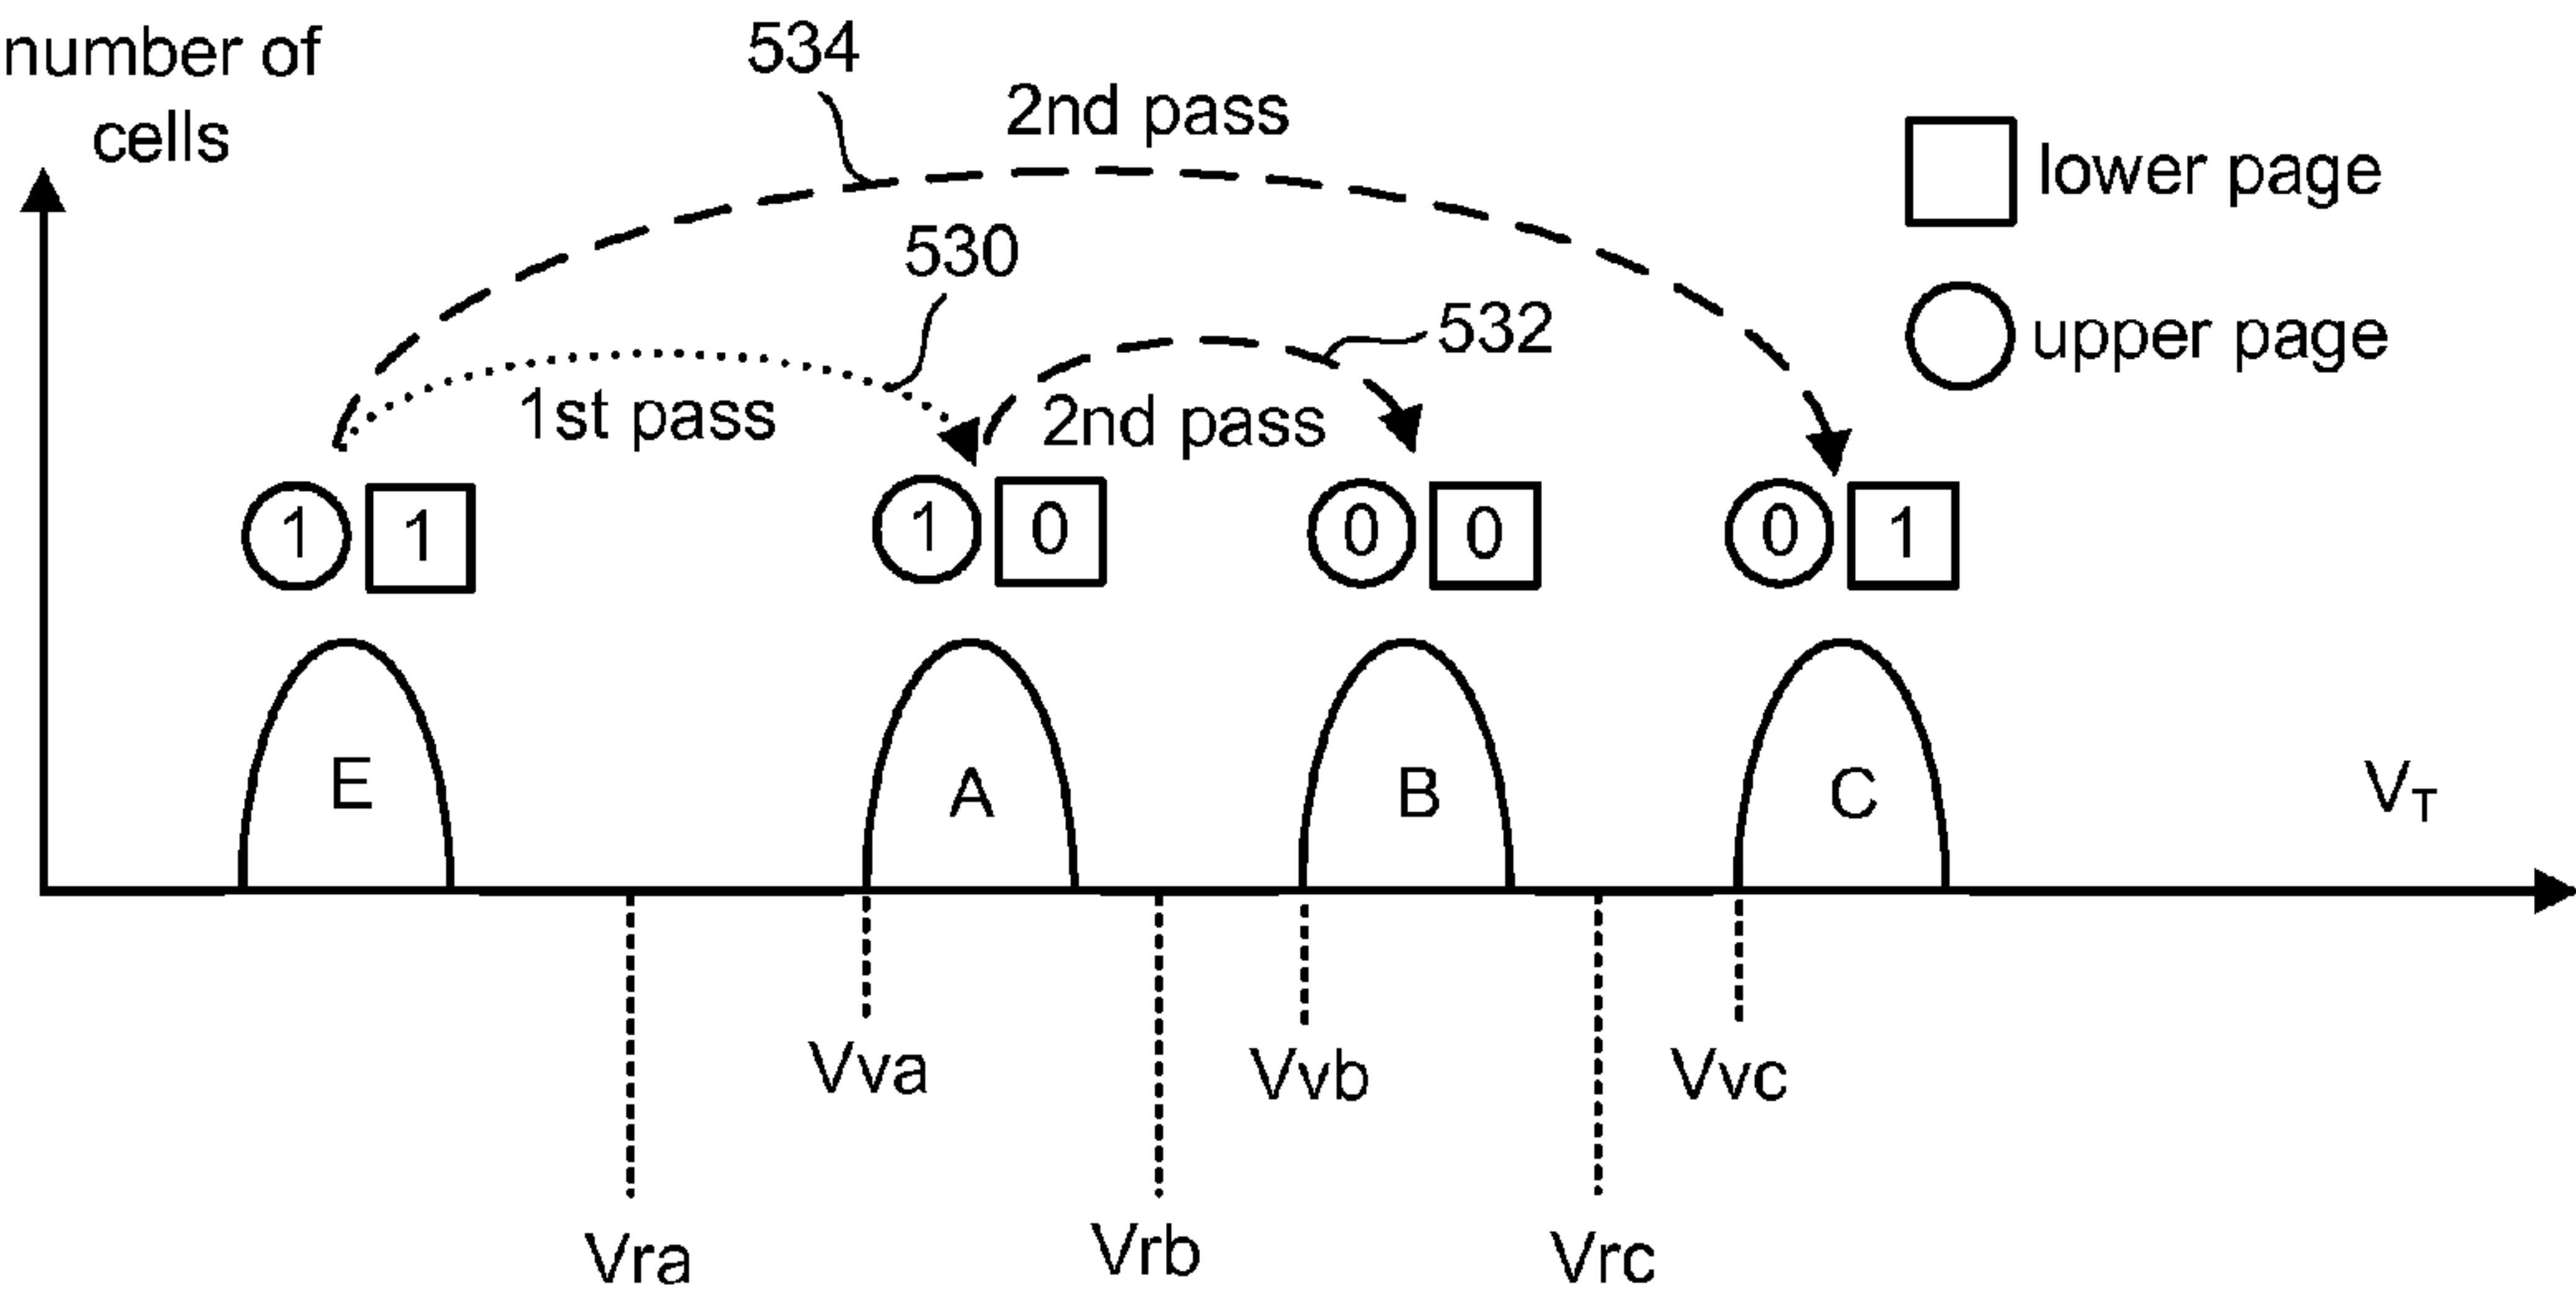 number of
cells
534
2nd pass
lower page
530
532
upper page
1st pass
2nd pass
1 1
1 0
0 0
0 1
E
A
B
C
VT
Vva
Vvb
Vvc
Vra
Vrb
Vrc